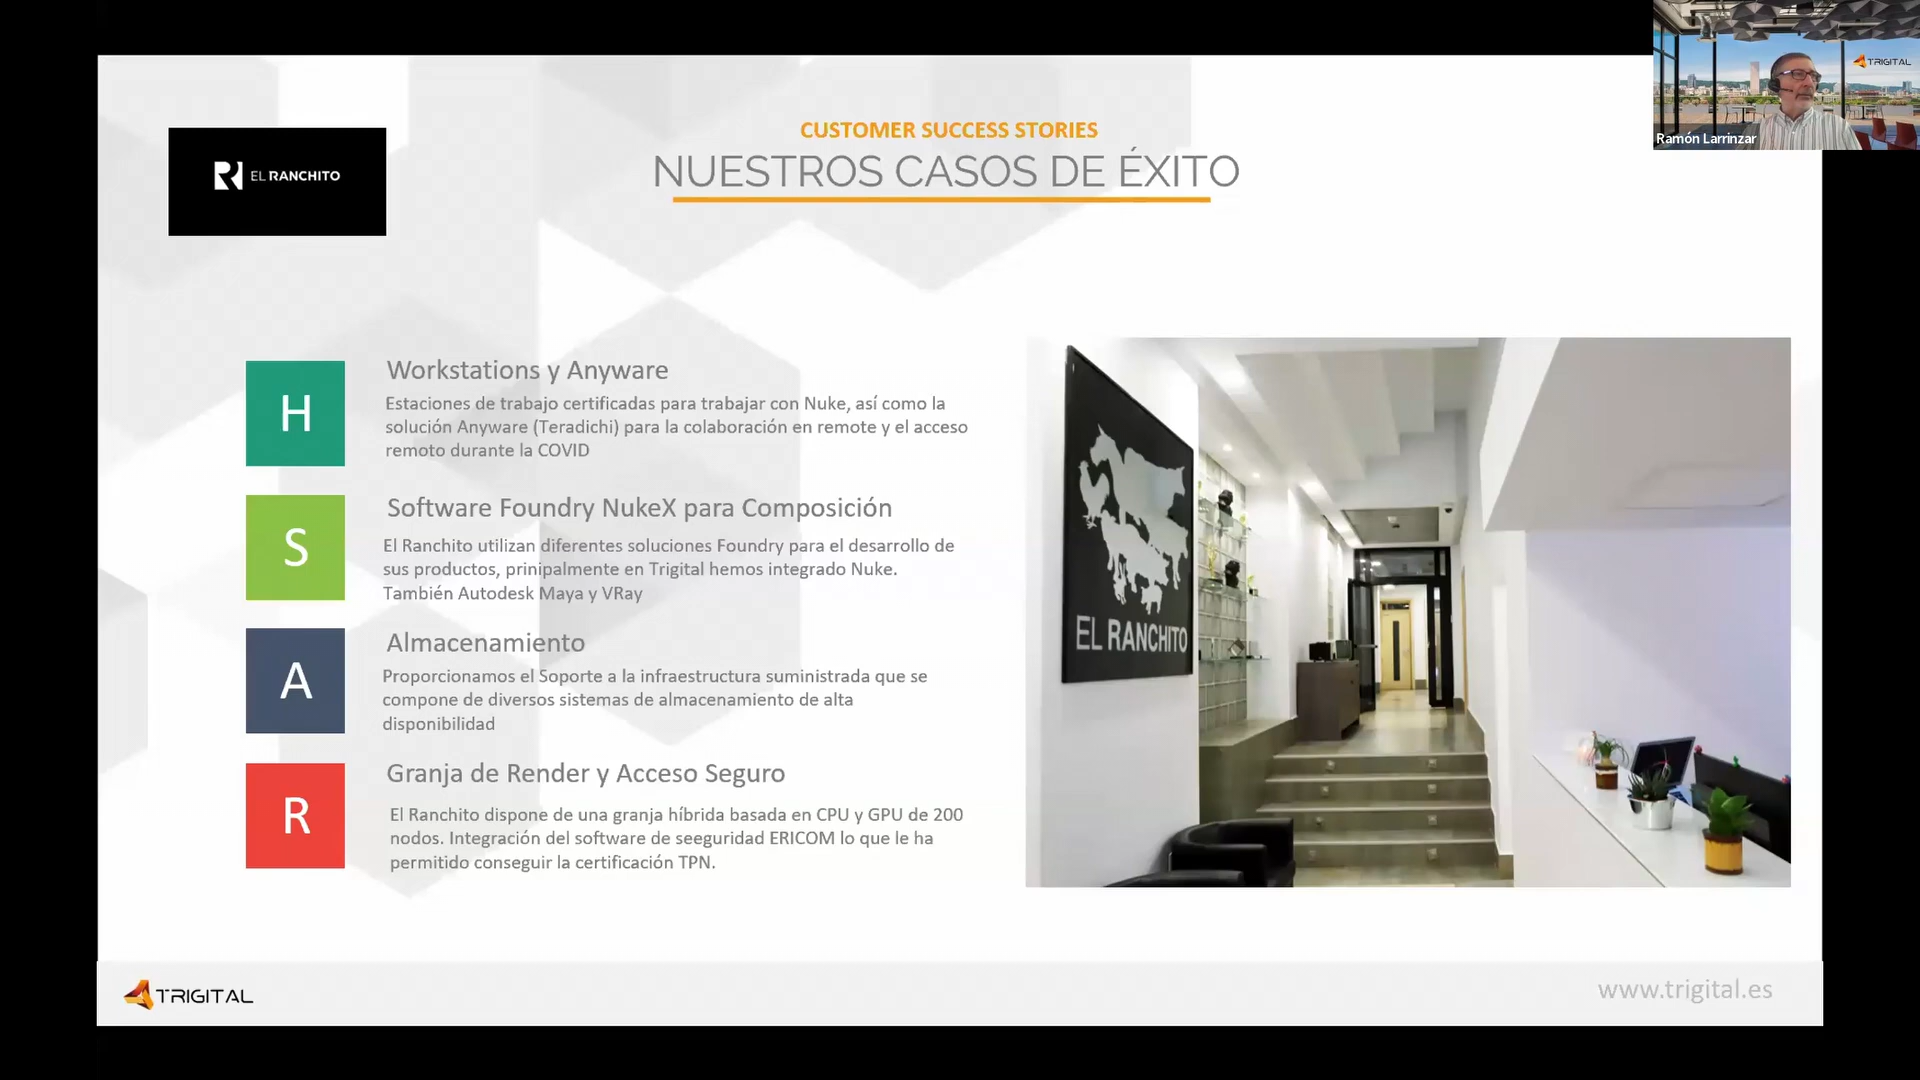 TRIGITAL
Ramón Larrinzar
CUSTOMER SUCCESS STORIES
NUESTROS CASOS DE ÉXITO
EL RANCHITO
H
Workstations y Anyware
Estaciones de trabajo certificadas para trabajar con Nuke, así como la
solución Anyware (Teradichi) para la colaboración en remote y el acceso
remoto durante la COVID
S
Software Foundry NukeX para Composición
El Ranchito utilizan diferentes soluciones Foundry para el desarrollo de
sus productos, prinipalmente en Trigital hemos integrado Nuke.
También Autodesk Maya y VRay
A
Almacenamiento
Proporcionamos el Soporte a la infraestructura suministrada que se
compone de diversos sistemas de almacenamiento de alta
disponibilidad
R
Granja de Render y Acceso Seguro
El Ranchito dispone de una granja híbrida basada en CPU y GPU de 200
nodos. Integración del software de seeguridad ERICOM lo que le ha
permitido conseguir la certificación TPN.
EL RANCHITO
TRIGITAL
www.trigital.es